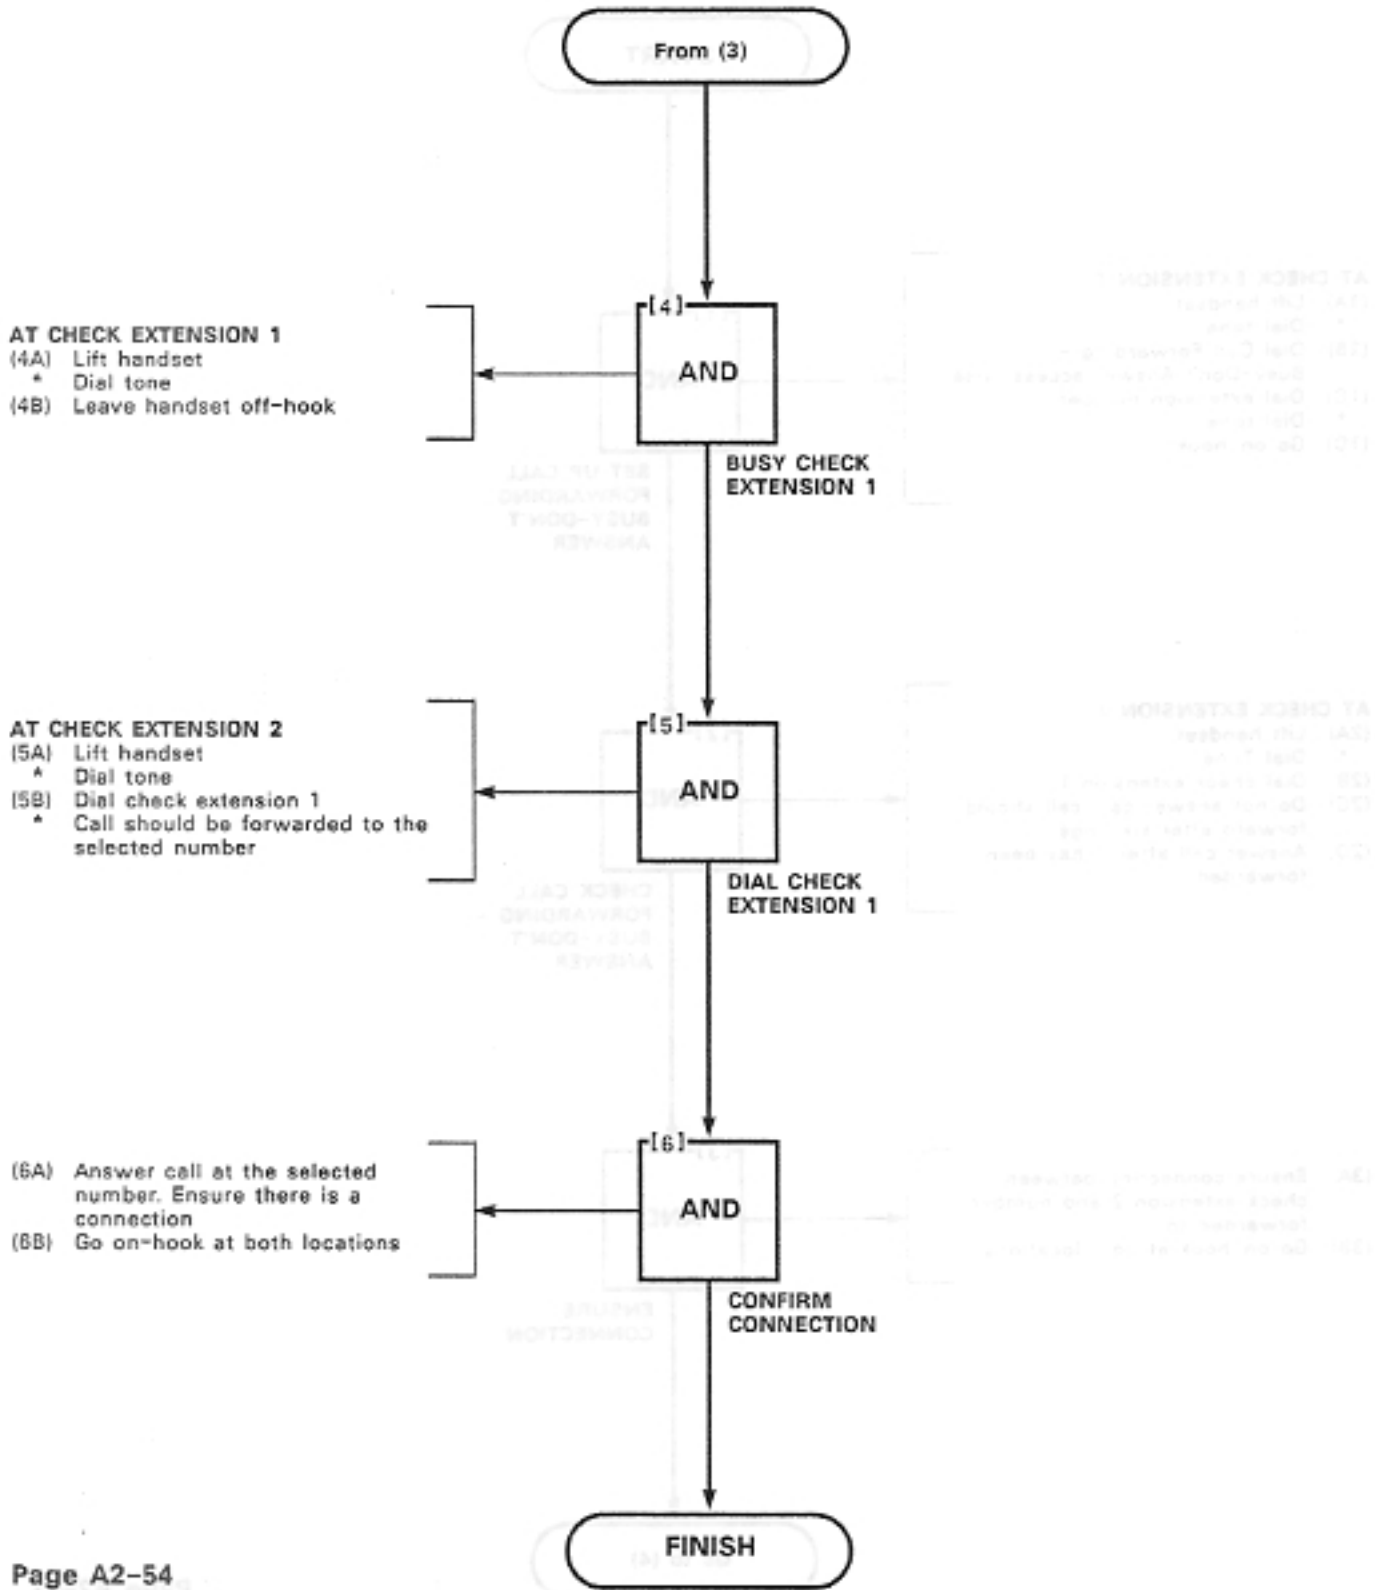 From (3)
[4]
AND
AT CHECK EXTENSION 1
(4A) Lift handset
* Dial tone
(4B) Leave handset off-hook
BUSY CHECK
EXTENSION 1
[5]
AND
AT CHECK EXTENSION 2
(5A) Lift handset
* Dial tone
(5B) Dial check extension 1
* Call should be forwarded to the
selected number
DIAL CHECK
EXTENSION 1
[6]
AND
(6A) Answer call at the selected
number. Ensure there is a
connection
(6B) Go on-hook at both locations
CONFIRM
CONNECTION
FINISH
Page A2-54